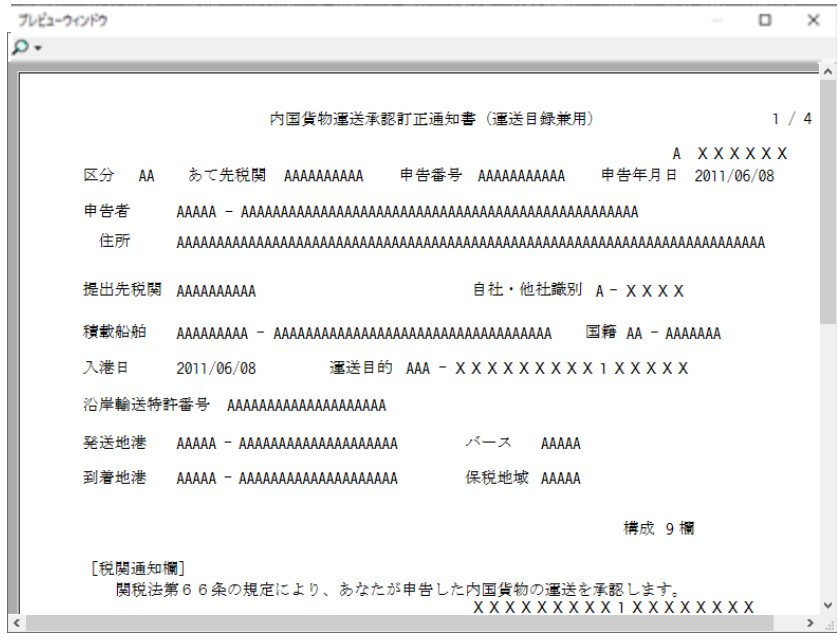 プレビューウィンドウ
内国貨物運送承認訂正通知書（運送目録兼用） 1 / 4
A XXXXXX
区分 AA あて先税関 AAAAAAAAAA 申告番号 AAAAAAAAAAA 申告年月日 2011/06/08
申告者 AAAAA - AAAAAAAAAAAAAAAAAAAAAAAAAAAAAAAAAAAAAAAAAAAAAAAAAA
住所 AAAAAAAAAAAAAAAAAAAAAAAAAAAAAAAAAAAAAAAAAAAAAAAAAAAAAAAAAAAAAAAAAAAAAAAAAA
提出先税関 AAAAAAAAAA 自社・他社識別 A - XXXX
積載船舶 AAAAAAAAA - AAAAAAAAAAAAAAAAAAAAAAAAAAAAAAAAAAA 国籍 AA - AAAAAAA
入港日 2011/06/08 運送目的 AAA - XXXXXXXXX1XXXXX
沿岸輸送特許番号 AAAAAAAAAAAAAAAAAAAA
発送地港 AAAAA - AAAAAAAAAAAAAAAAAAAA バース AAAAA
到着地港 AAAAA - AAAAAAAAAAAAAAAAAAAA 保税地域 AAAAA
構成 9 欄
[税関通知欄]
関税法第６６条の規定により、あなたが申告した内国貨物の運送を承認します。
XXXXXXXXX1XXXXXXXX